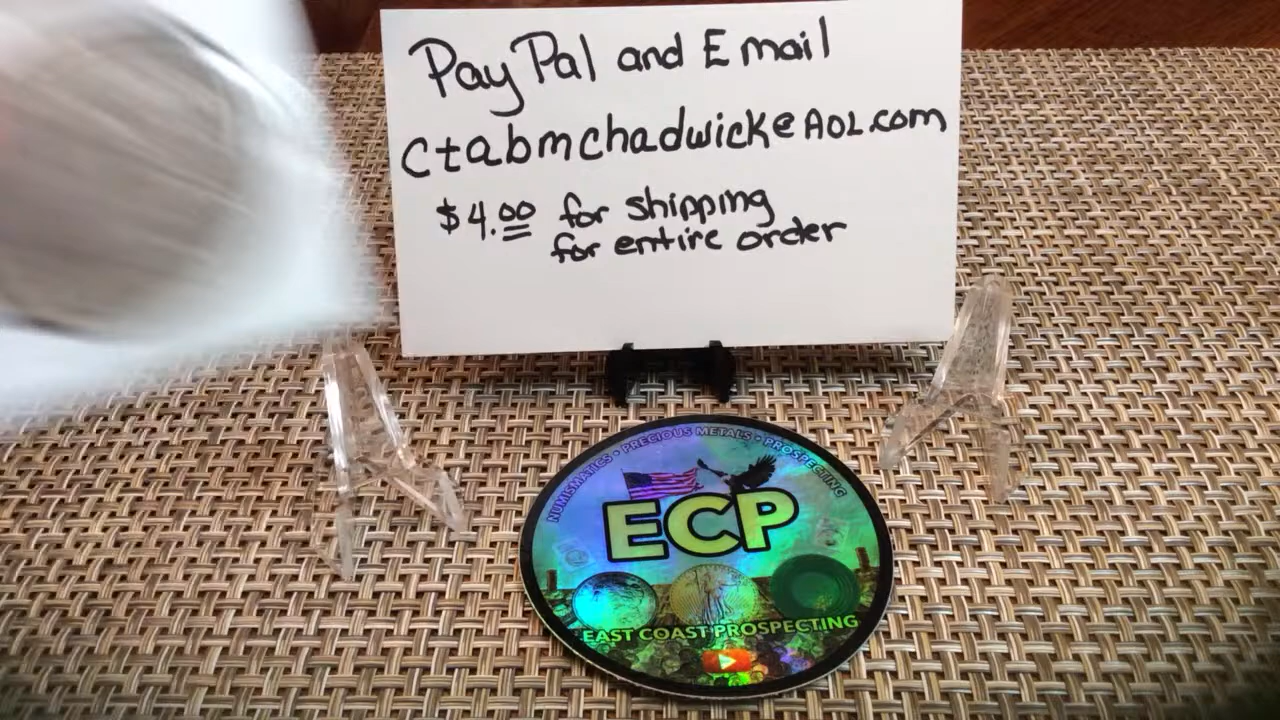 PayPal and Email
ctabmchadwick@AOL.com
$4.00 for shipping
for entire order
NUMISMATICS • PRECIOUS METALS • PROSPECTING
ECP
EAST COAST PROSPECTING